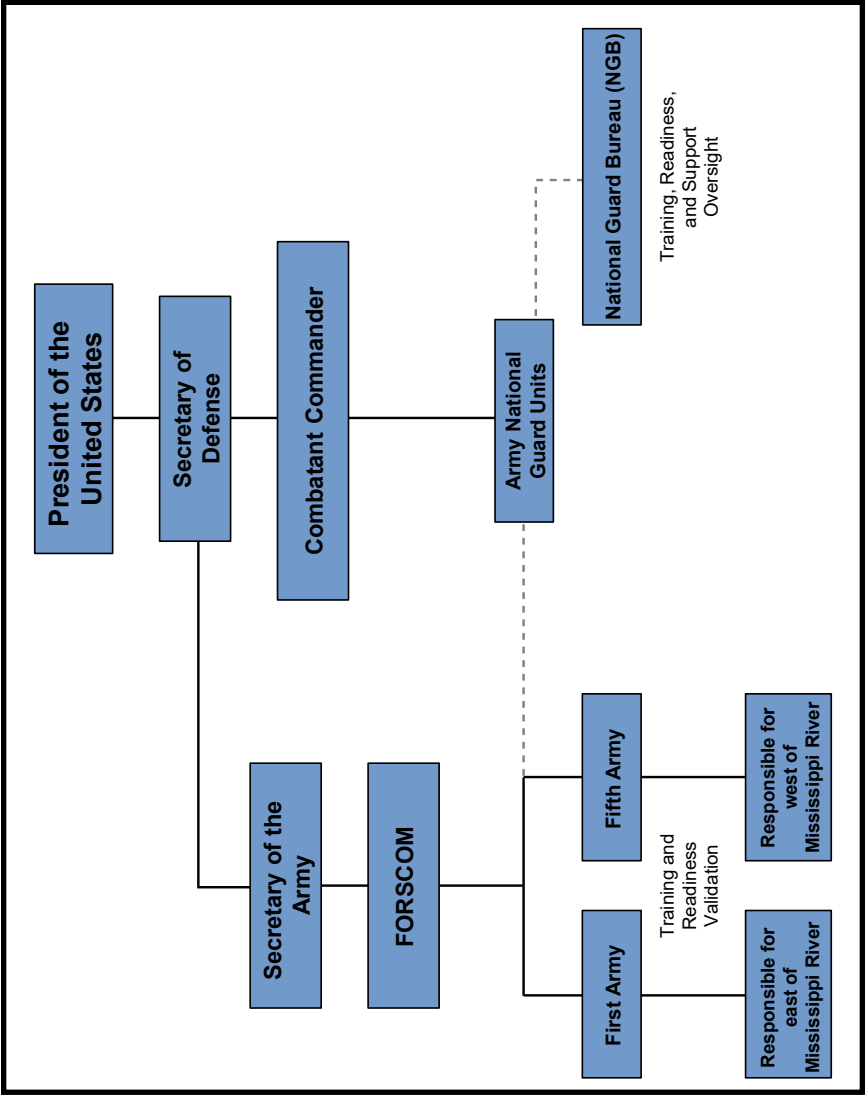 President of the
United States
Secretary of
Defense
Combatant Commander
Secretary of the
Army
FORSCOM
Army National
Guard Units
First Army
Fifth Army
National Guard Bureau (NGB)
Training and
Readiness
Validation
Training, Readiness,
and Support
Oversight
Responsible for
east of
Mississippi River
Responsible for
west of
Mississippi River